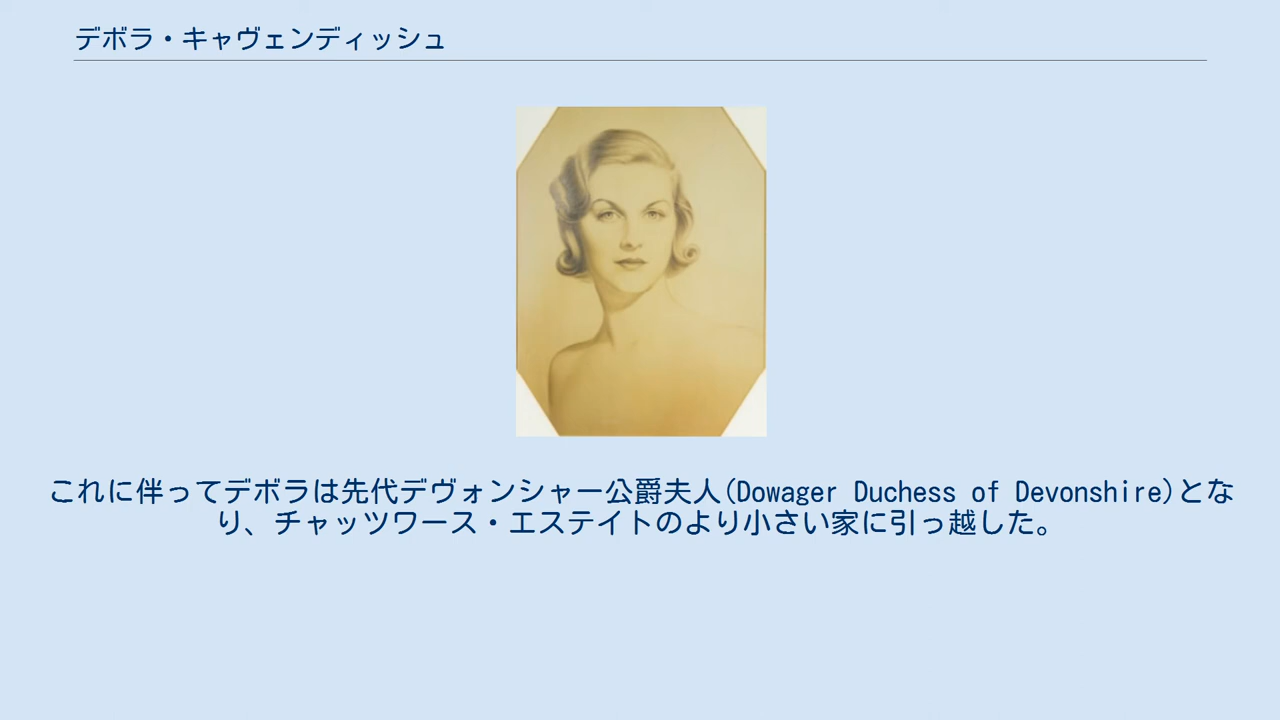 デボラ・キャヴェンディッシュ
これに伴ってデボラは先代デヴォンシャー公爵夫人(Dowager Duchess of Devonshire)とな
り、チャッツワース・エステイトのより小さい家に引っ越した。